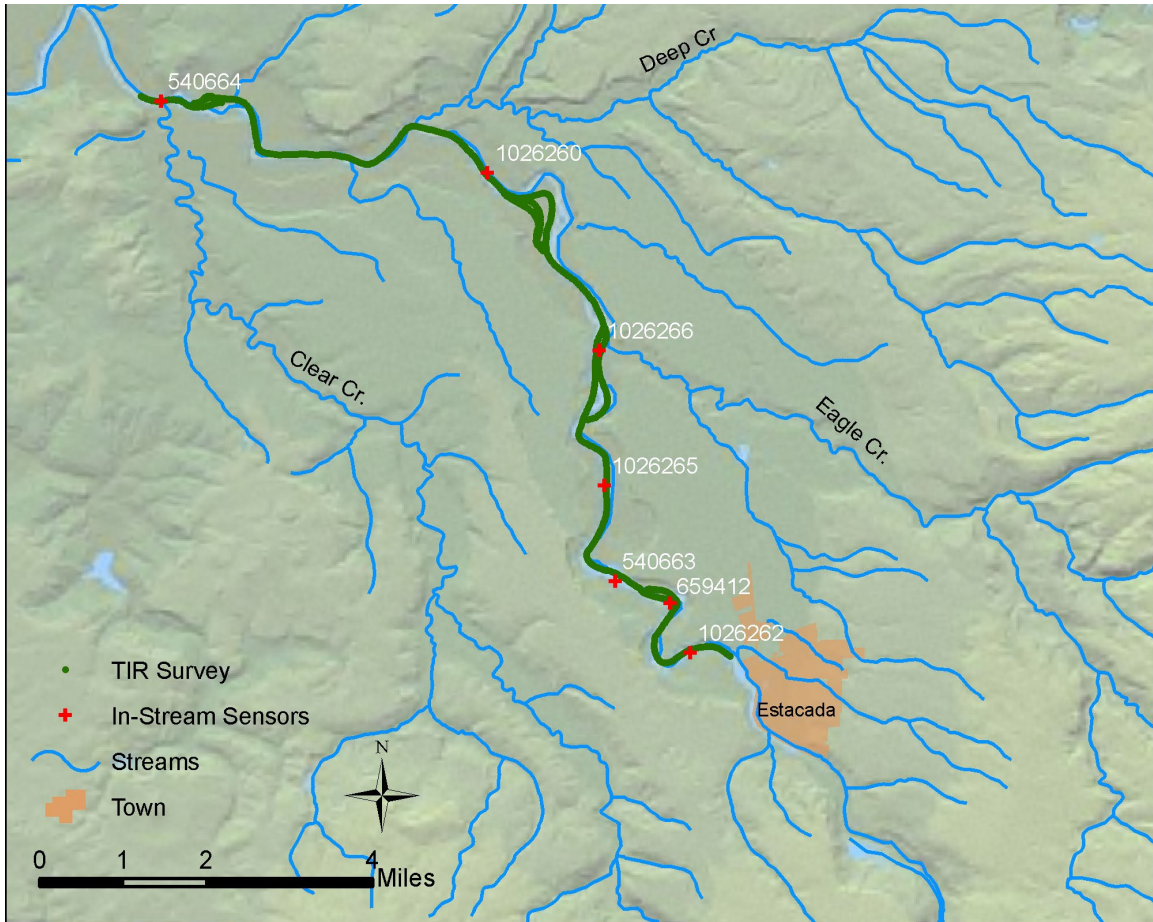 Deep Cr
540664
1026260
1026266
Clear Cr.
Eagle Cr.
1026265
540663
659412
1026262
Estacada
TIR Survey
In-Stream Sensors
Streams
Town
N
0 1 2 4
Miles